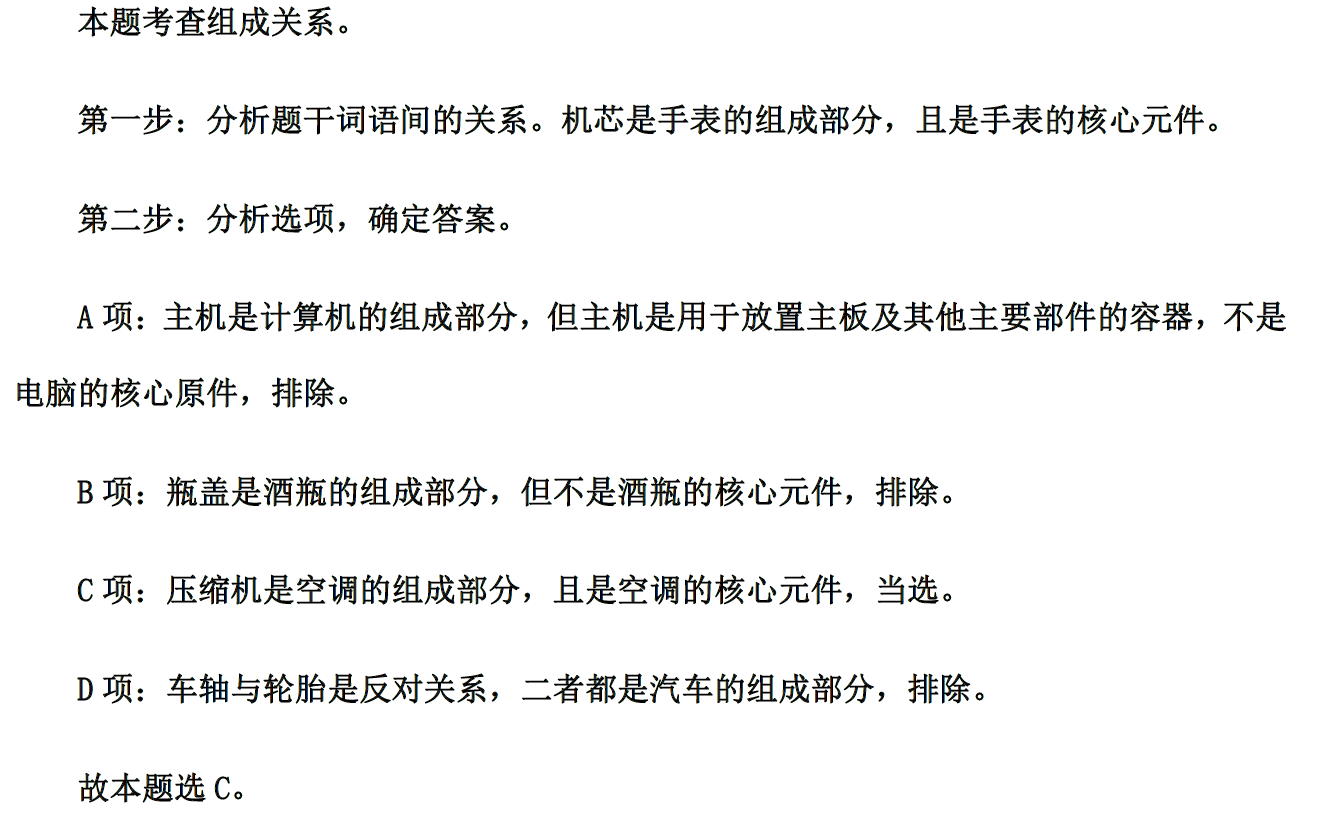 本题考查组成关系。
第一步：分析题干词语间的关系。机芯是手表的组成部分，且是手表的核心元件。
第二步：分析选项，确定答案。
A 项：主机是计算机的组成部分，但主机是用于放置主板及其他主要部件的容器，不是
电脑的核心原件，排除。
B 项：瓶盖是酒瓶的组成部分，但不是酒瓶的核心元件，排除。
C 项：压缩机是空调的组成部分，且是空调的核心元件，当选。
D 项：车轴与轮胎是反对关系，二者都是汽车的组成部分，排除。
故本题选 C。